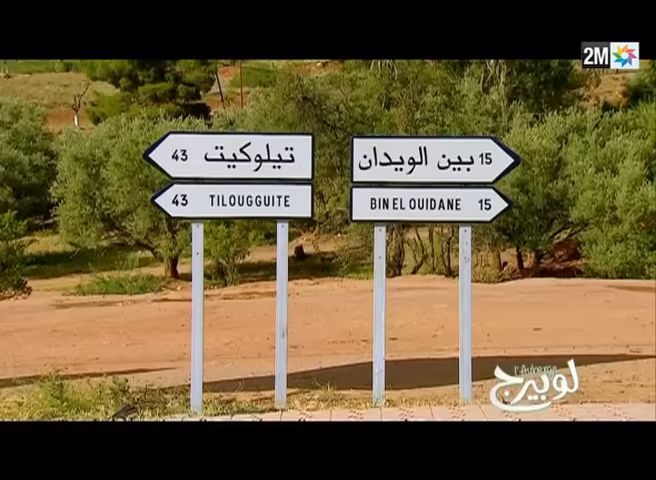 2M
43 تيلوكيت
43 TILOUGGUITE
بين الويدان 15
BIN EL OUIDANE 15
l'Auberge
لوبيرج